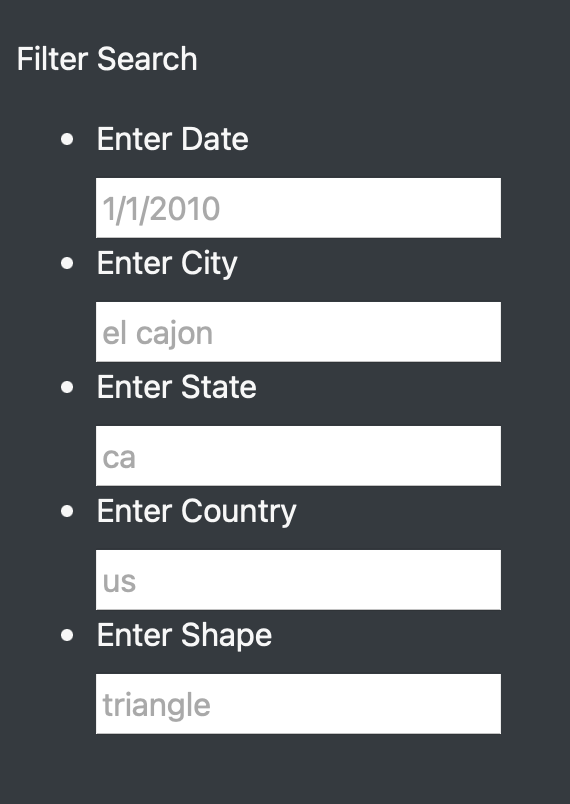 Filter Search
Enter Date
1/1/2010
Enter City
el cajon
Enter State
ca
Enter Country
us
Enter Shape
triangle